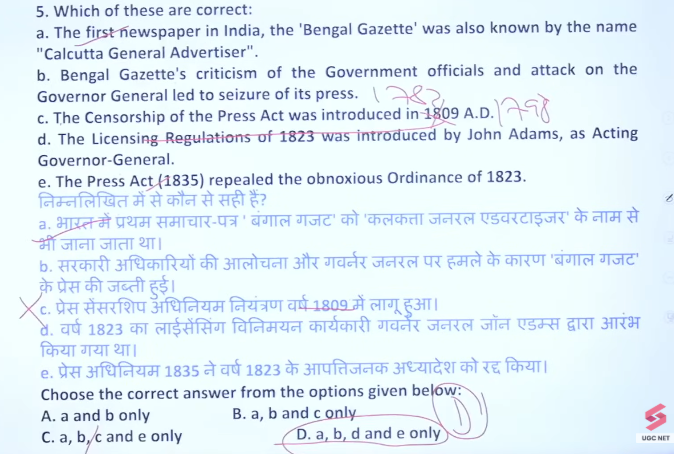 5. Which of these are correct:
a. The first newspaper in India, the 'Bengal Gazette' was also known by the name
"Calcutta General Advertiser".
b. Bengal Gazette's criticism of the Government officials and attack on the
Governor General led to seizure of its press. 1782
c. The Censorship of the Press Act was introduced in 1809 A.D. 1798
d. The Licensing Regulations of 1823 was introduced by John Adams, as Acting
Governor-General.
e. The Press Act (1835) repealed the obnoxious Ordinance of 1823.
निम्नलिखित में से कौन से सही हैं?
a. भारत में प्रथम समाचार-पत्र ' बंगाल गजट' को 'कलकत्ता जनरल एडवरटाइजर' के नाम से
भी जाना जाता था।
b. सरकारी अधिकारियों की आलोचना और गवर्नर जनरल पर हमले के कारण 'बंगाल गजट'
के प्रेस की जब्ती हुई।
c. प्रेस सेंसरशिप अधिनियम नियंत्रण वर्ष 1809 में लागू हुआ।
d. वर्ष 1823 का लाईसेंसिंग विनिमयन कार्यकारी गवर्नर जनरल जॉन एडम्स द्वारा आरंभ
किया गया था।
e. प्रेस अधिनियम 1835 ने वर्ष 1823 के आपत्तिजनक अध्यादेश को रद्द किया।
Choose the correct answer from the options given below:
A. a and b only B. a, b and c only D
C. a, b, c and e only D. a, b, d and e only
UGC NET